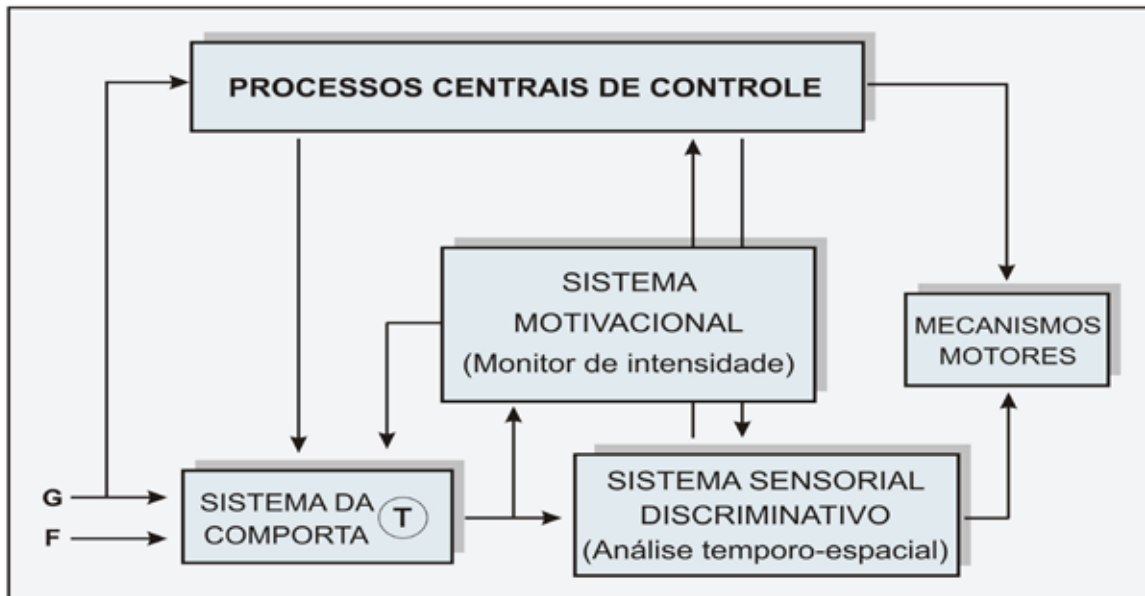 PROCESSOS CENTRAIS DE CONTROLE
SISTEMA
MOTIVACIONAL
(Monitor de intensidade)
MECANISMOS
MOTORES
G
F
SISTEMA DA
COMPORTA
T
SISTEMA SENSORIAL
DISCRIMINATIVO
(Análise temporo-espacial)